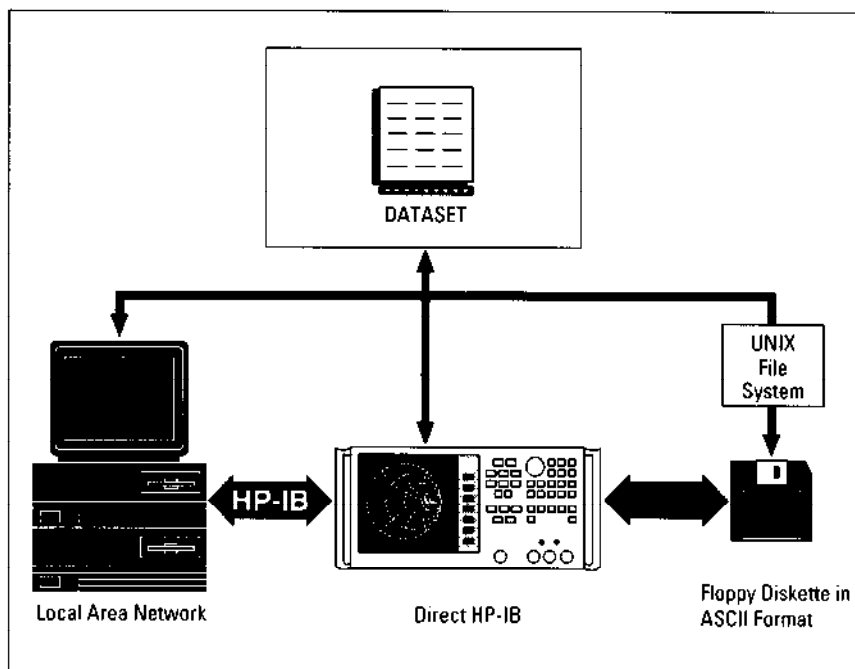 DATASET
UNIX
File
System
HP-IB
Local Area Network
Direct HP-IB
Floppy Diskette in
ASCII Format